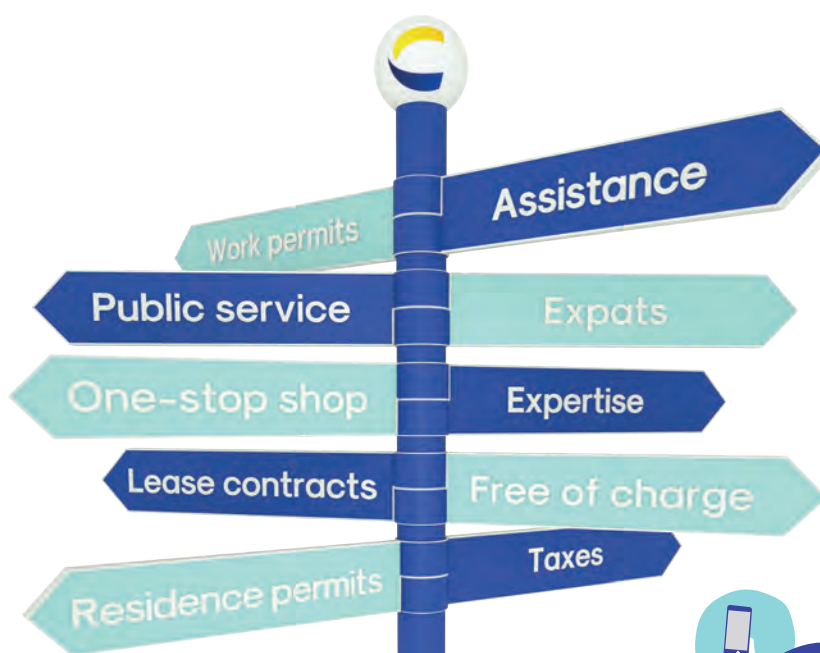 Assistance
Work permits
Public service
Expats
One-stop shop
Expertise
Lease contracts
Free of charge
Taxes
Residence permits